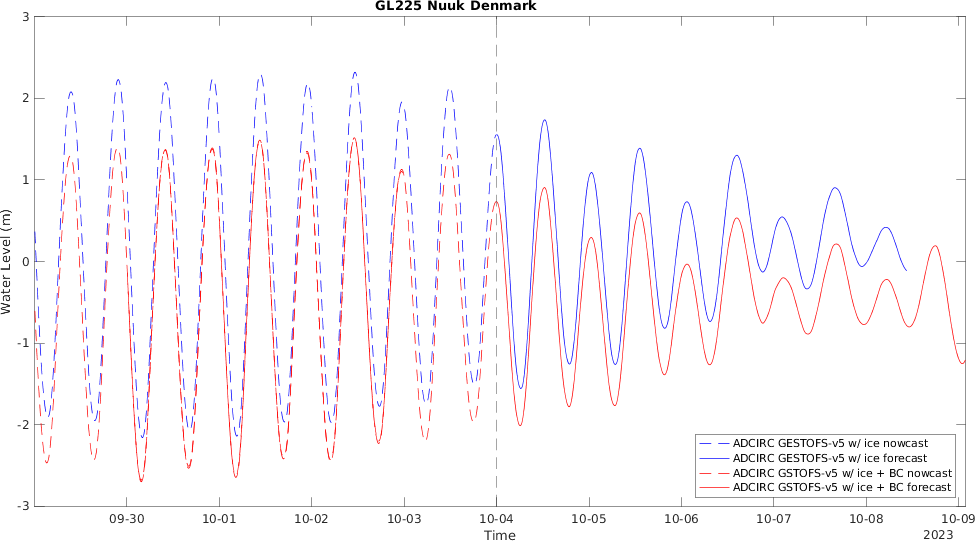 GL225 Nuuk Denmark
3
2
1
0
-1
-2
-3
Water Level (m)
ADCIRC GESTOFS-v5 w/ ice nowcast
ADCIRC GESTOFS-v5 w/ ice forecast
ADCIRC GSTOFS-v5 w/ ice + BC nowcast
ADCIRC GSTOFS-v5 w/ ice + BC forecast
09-30 10-01 10-02 10-03 10-04 10-05 10-06 10-07 10-08 10-09
Time 2023